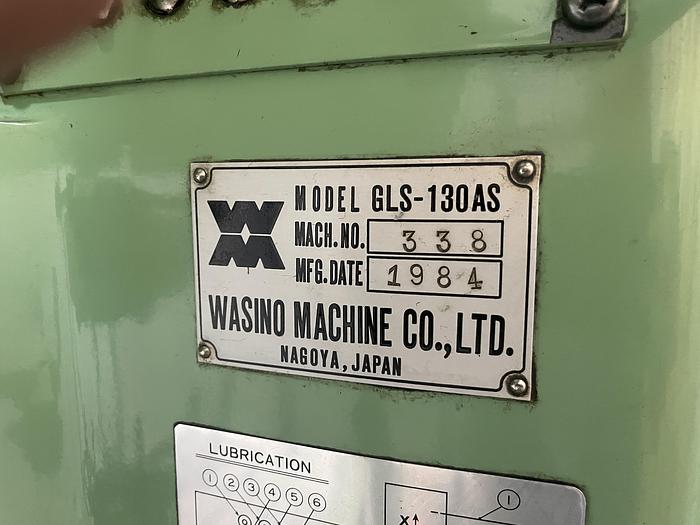 MODEL GLS-130AS
MACH. NO. 338
MFG. DATE 1984
WASINO MACHINE CO., LTD.
NAGOYA, JAPAN
LUBRICATION
1 2 3 4 5 6
1
X↑